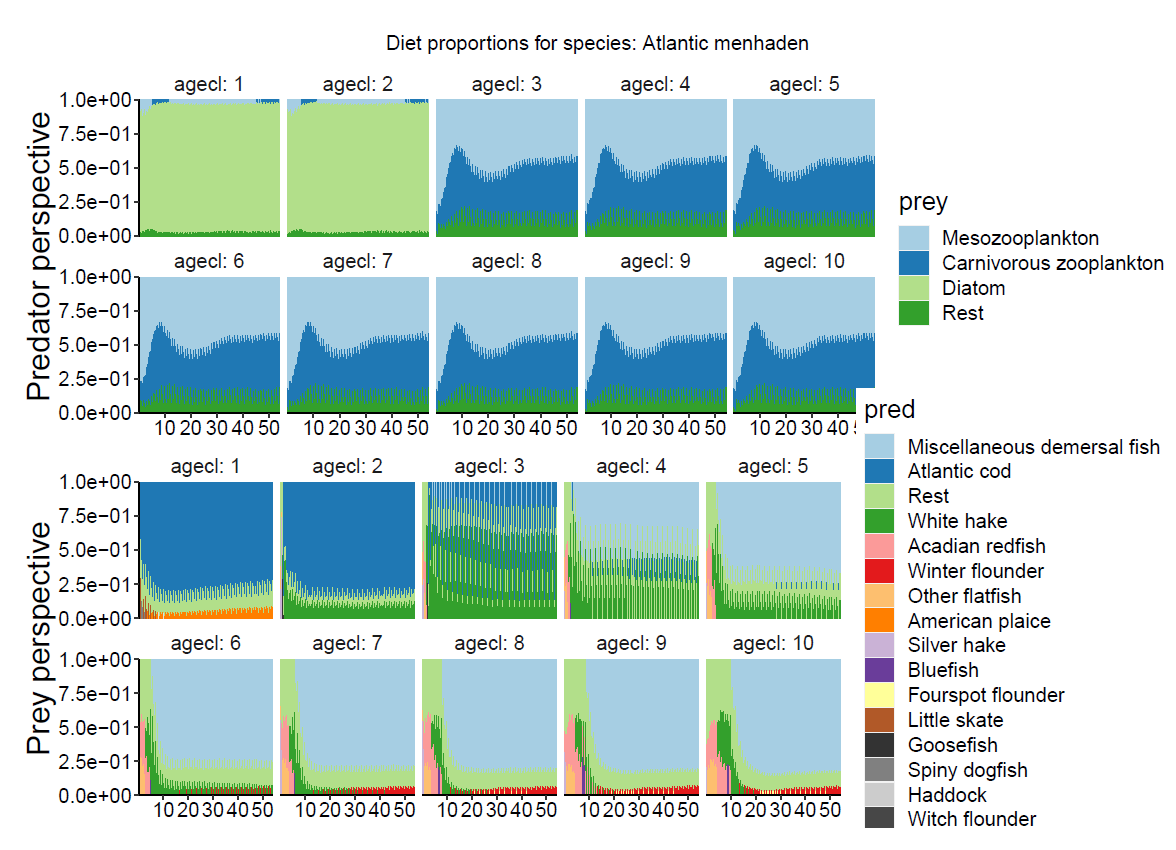 Diet proportions for species: Atlantic menhaden
Predator perspective
agecl: 1 agecl: 2 agecl: 3 agecl: 4 agecl: 5
1.0e+00
7.5e−01
5.0e−01
2.5e−01
0.0e+00
agecl: 6 agecl: 7 agecl: 8 agecl: 9 agecl: 10
1.0e+00
7.5e−01
5.0e−01
2.5e−01
0.0e+00
10 20 30 40 50 10 20 30 40 50 10 20 30 40 50 10 20 30 40 50 10 20 30 40
prey
Mesozooplankton
Carnivorous zooplankton
Diatom
Rest
Prey perspective
agecl: 1 agecl: 2 agecl: 3 agecl: 4 agecl: 5
1.0e+00
7.5e−01
5.0e−01
2.5e−01
0.0e+00
agecl: 6 agecl: 7 agecl: 8 agecl: 9 agecl: 10
1.0e+00
7.5e−01
5.0e−01
2.5e−01
0.0e+00
10 20 30 40 50 10 20 30 40 50 10 20 30 40 50 10 20 30 40 50 10 20 30 40 50
pred
Miscellaneous demersal fish
Atlantic cod
Rest
White hake
Acadian redfish
Winter flounder
Other flatfish
American plaice
Silver hake
Bluefish
Fourspot flounder
Little skate
Goosefish
Spiny dogfish
Haddock
Witch flounder